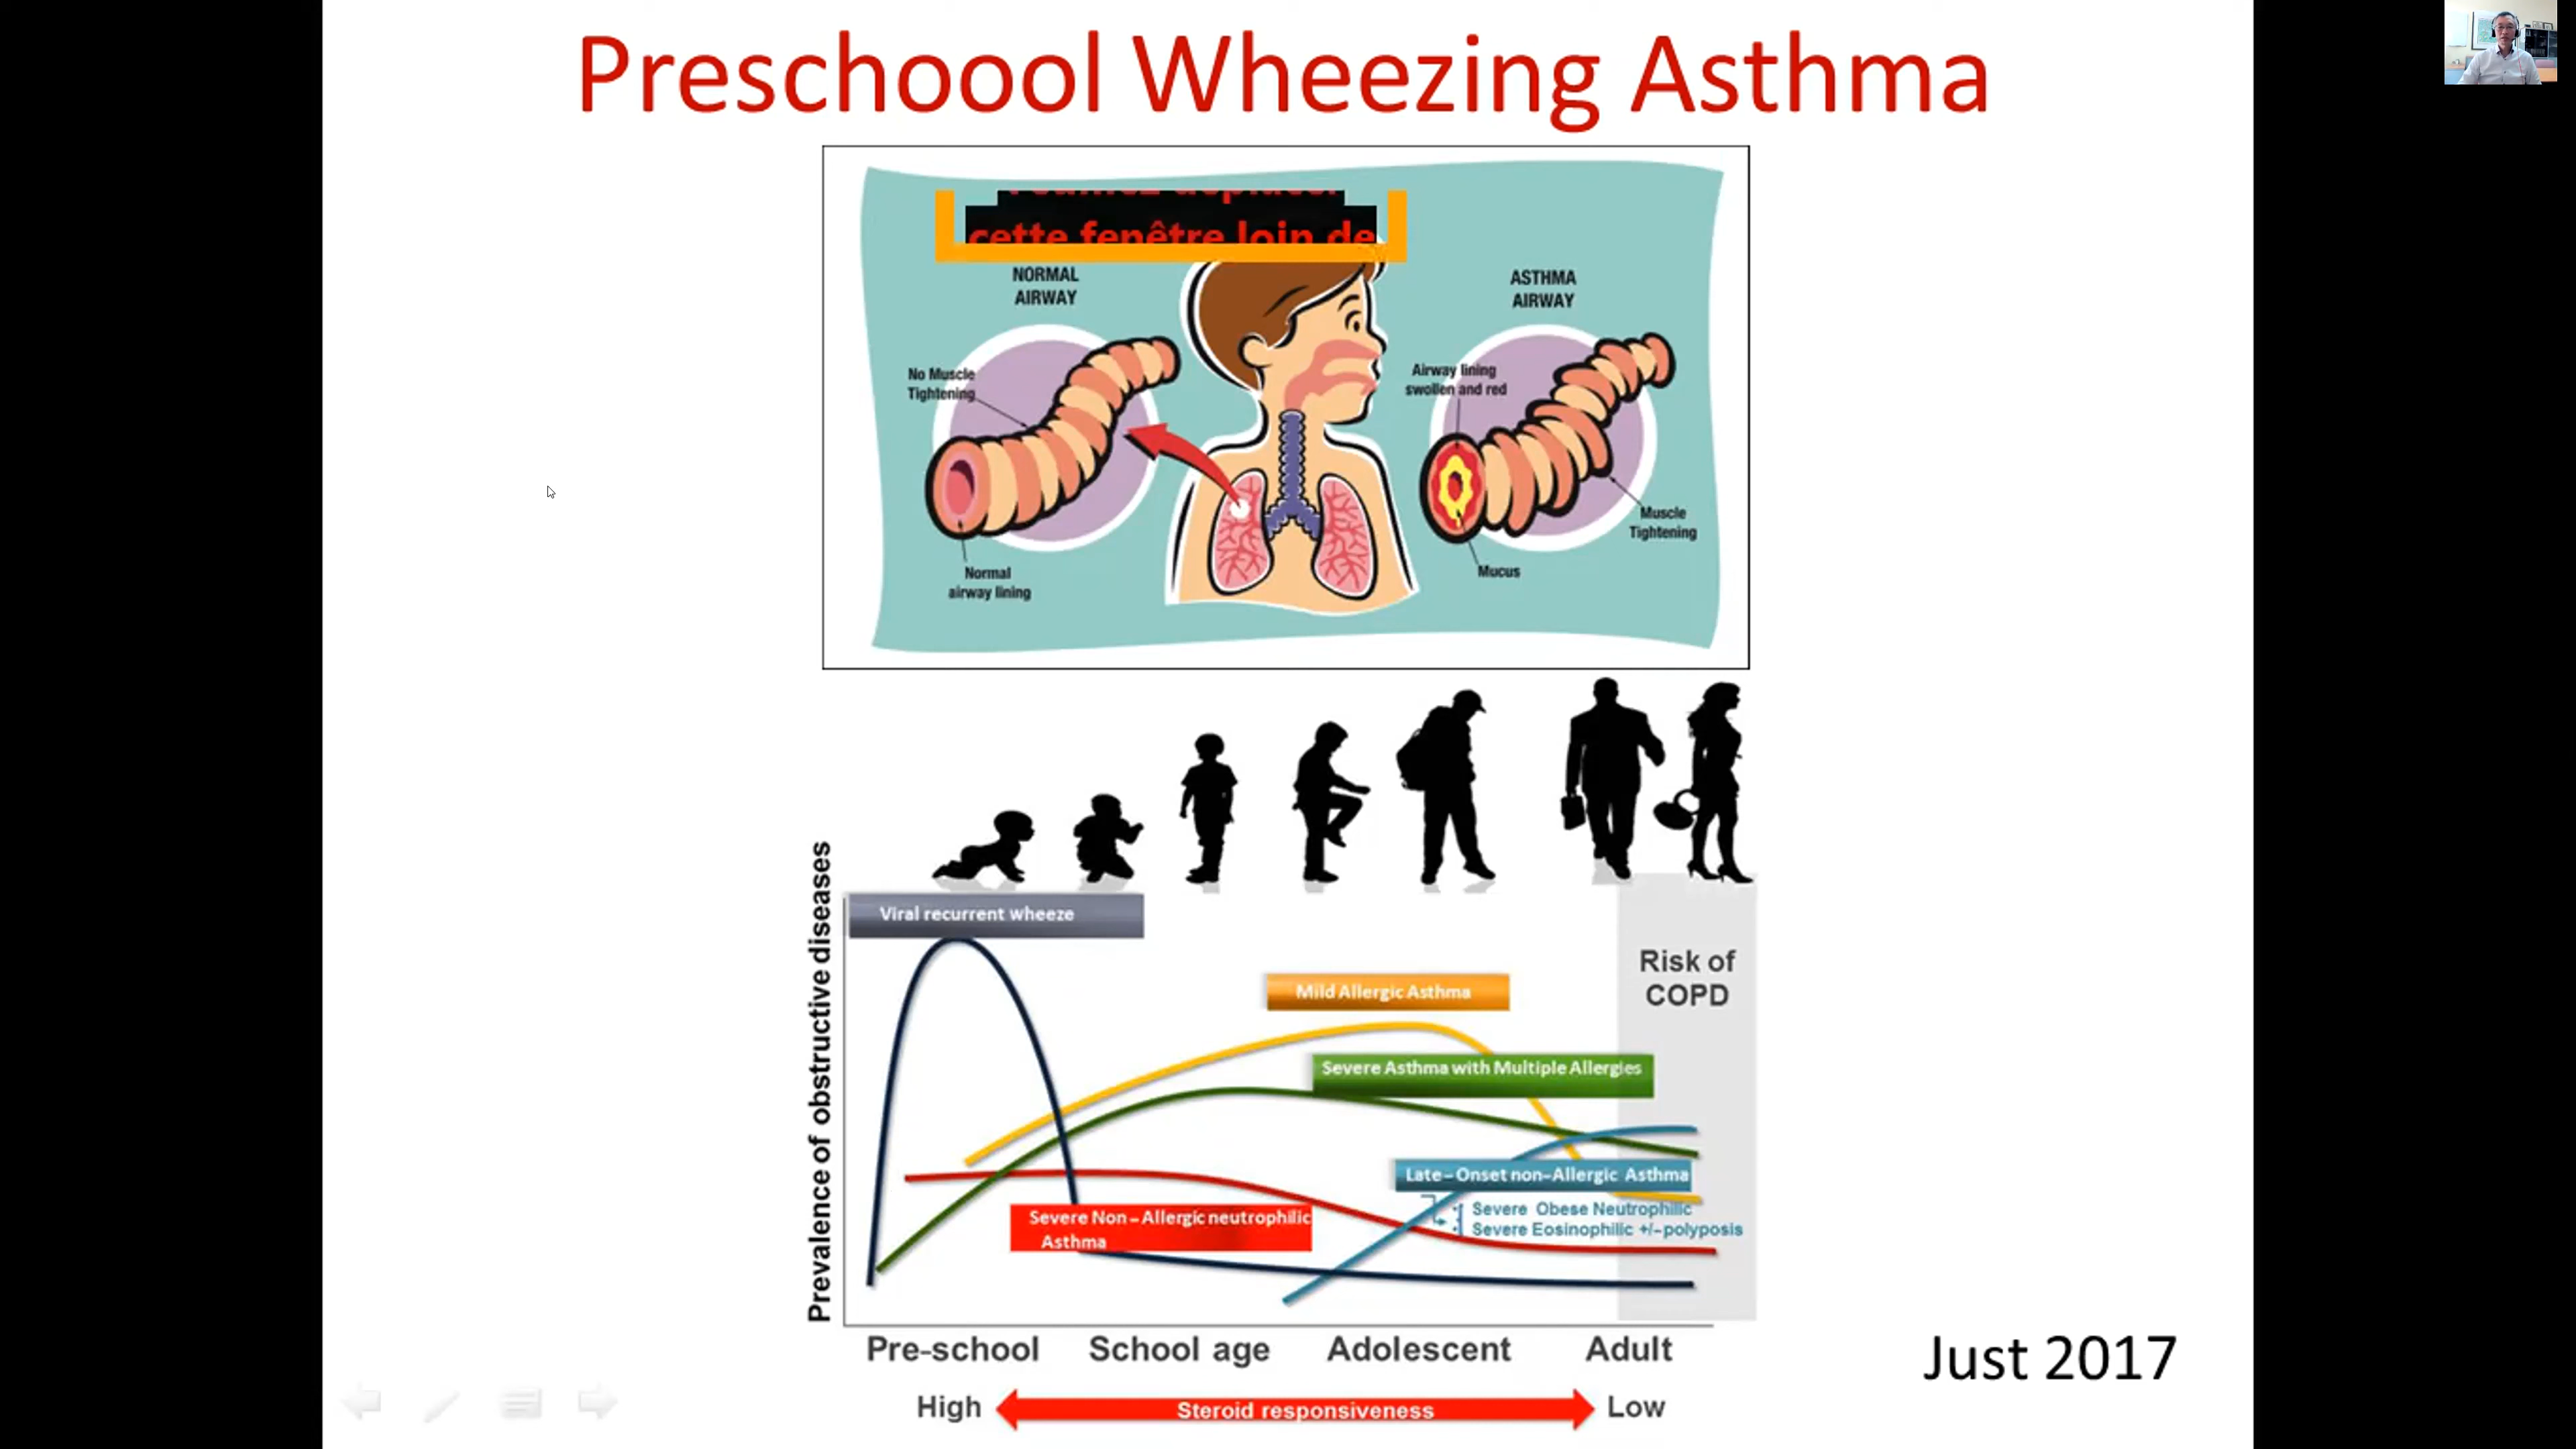 Preschoool Wheezing Asthma
cette fenêtre loin de
NORMAL
AIRWAY
ASTHMA
AIRWAY
No Muscle
Tightening
Airway lining
swollen and red
Muscle
Tightening
Normal
airway lining
Mucus
Prevalence of obstructive diseases
Viral recurrent wheeze
Risk of
COPD
Mild Allergic Asthma
Severe Asthma with Multiple Allergies
Late-Onset non-Allergic Asthma
Severe Obese Neutrophilic
Severe Eosinophilic +/-polyposis
Severe Non-Allergic neutrophilic
Asthma
Pre-school School age Adolescent Adult
Just 2017
High Steroid responsiveness Low